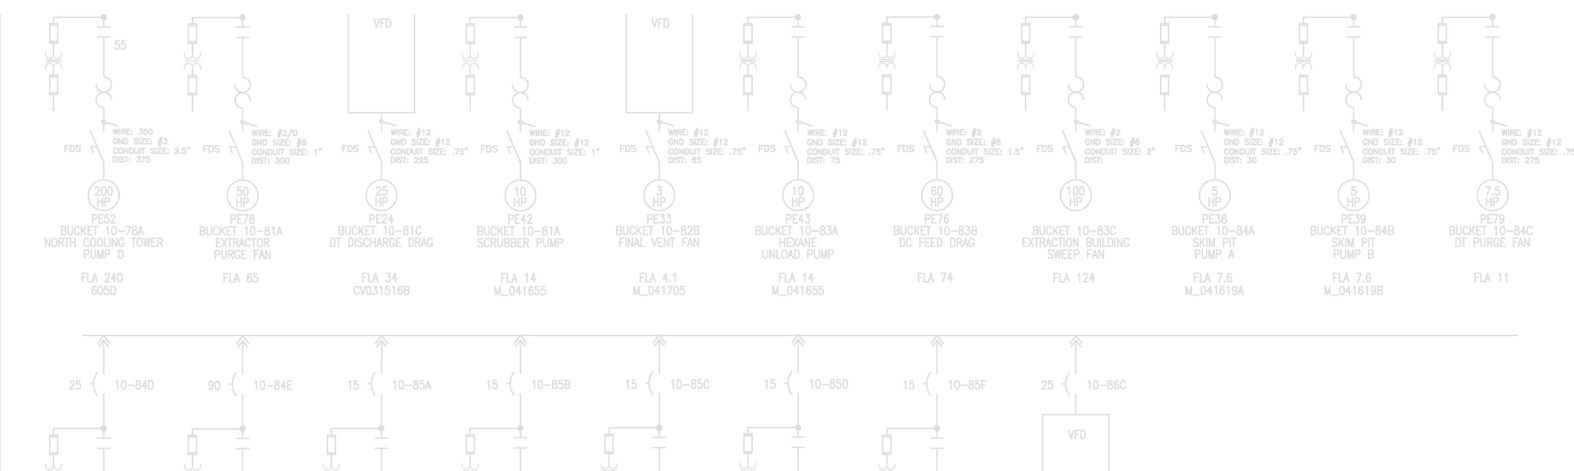 VFD
VFD
55
WIRE: 350
GND SIZE: #3
CONDUIT SIZE: 2.5"
DIST: 375
FDS
200
HP
PE52
BUCKET 10-78A
NORTH COOLING TOWER
PUMP D
FLA 240
605D
WIRE: #2/0
GND SIZE: #8
CONDUIT SIZE: 1"
DIST: 300
FDS
50
HP
PE78
BUCKET 10-81A
EXTRACTOR
PURGE FAN
FLA 65
WIRE: #12
GND SIZE: #12
CONDUIT SIZE: .75"
DIST: 225
FDS
25
HP
PE24
BUCKET 10-81C
DT DISCHARGE DRAG
FLA 34
CV031516B
WIRE: #12
GND SIZE: #12
CONDUIT SIZE: 1"
DIST: 300
FDS
10
HP
PE42
BUCKET 10-81A
SCRUBBER PUMP
FLA 14
M_041655
WIRE: #12
GND SIZE: #12
CONDUIT SIZE: .75"
DIST: 65
FDS
3
HP
PE33
BUCKET 10-82B
FINAL VENT FAN
FLA 4.1
M_041705
WIRE: #12
GND SIZE: #12
CONDUIT SIZE: .75"
DIST: 75
FDS
10
HP
PE43
BUCKET 10-83A
HEXANE
UNLOAD PUMP
FLA 14
M_041655
WIRE: #2
GND SIZE: #6
CONDUIT SIZE: 1.5"
DIST: 275
FDS
60
HP
PE76
BUCKET 10-83B
DC FEED DRAG
FLA 74
WIRE: #2
GND SIZE: #6
CONDUIT SIZE: 2"
DIST:
FDS
100
HP
BUCKET 10-83C
EXTRACTION BUILDING
SWEEP FAN
FLA 124
WIRE: #12
GND SIZE: #12
CONDUIT SIZE: .75"
DIST: 30
FDS
5
HP
PE38
BUCKET 10-84A
SKIM PIT
PUMP A
FLA 7.6
M_041619A
WIRE: #12
GND SIZE: #12
CONDUIT SIZE: .75"
DIST: 30
FDS
5
HP
PE39
BUCKET 10-84B
SKIM PIT
PUMP B
FLA 7.6
M_041619B
WIRE: #12
GND SIZE: #12
CONDUIT SIZE: .75
DIST: 275
FDS
7.5
HP
PE79
BUCKET 10-84C
DT PURGE FAN
FLA 11
25 10-84D
90 10-84E
15 10-85A
15 10-85B
15 10-85C
15 10-85D
15 10-85F
25 10-86C
VFD